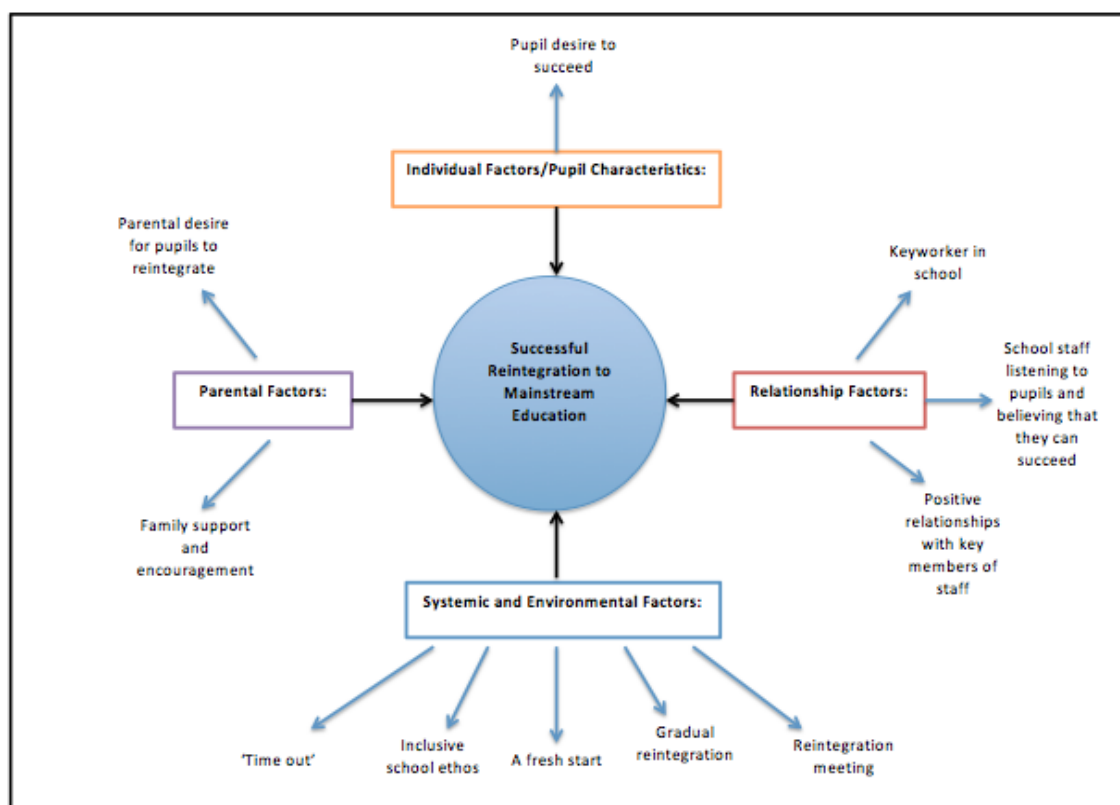 Pupil desire to
succeed
Individual Factors/Pupil Characteristics:
Parental desire
for pupils to
reintegrate
Keyworker in
school
Successful
Reintegration to
Mainstream
Education
Parental Factors:
Relationship Factors:
School staff
listening to
pupils and
believing that
they can
succeed
Family support
and
encouragement
Positive
relationships
with key
members of
staff
Systemic and Environmental Factors:
'Time out'
Inclusive
school ethos
A fresh start
Gradual
reintegration
Reintegration
meeting